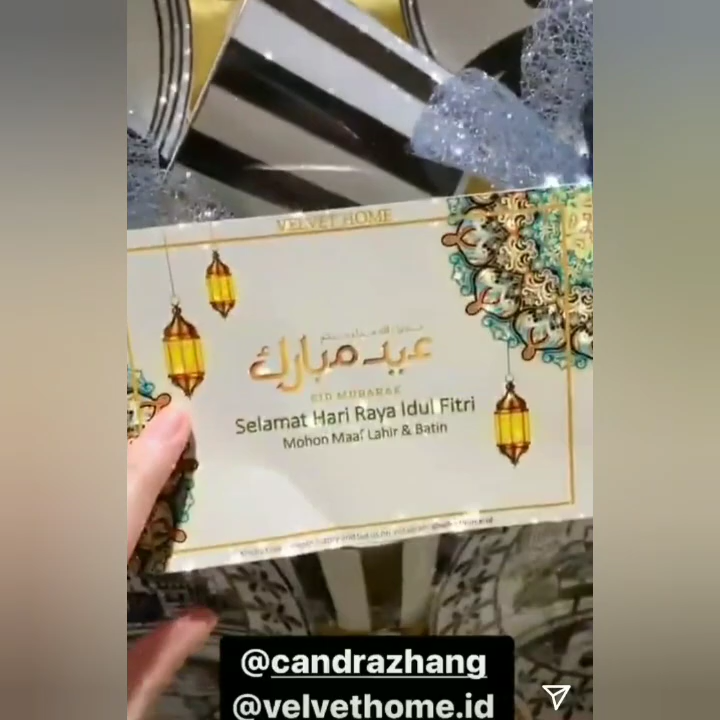 VELVET HOME
عيد مبارك
EID MUBARAK
Selamat Hari Raya Idul Fitri
Mohon Maaf Lahir & Batin
@candrazhang
@velvethome.id